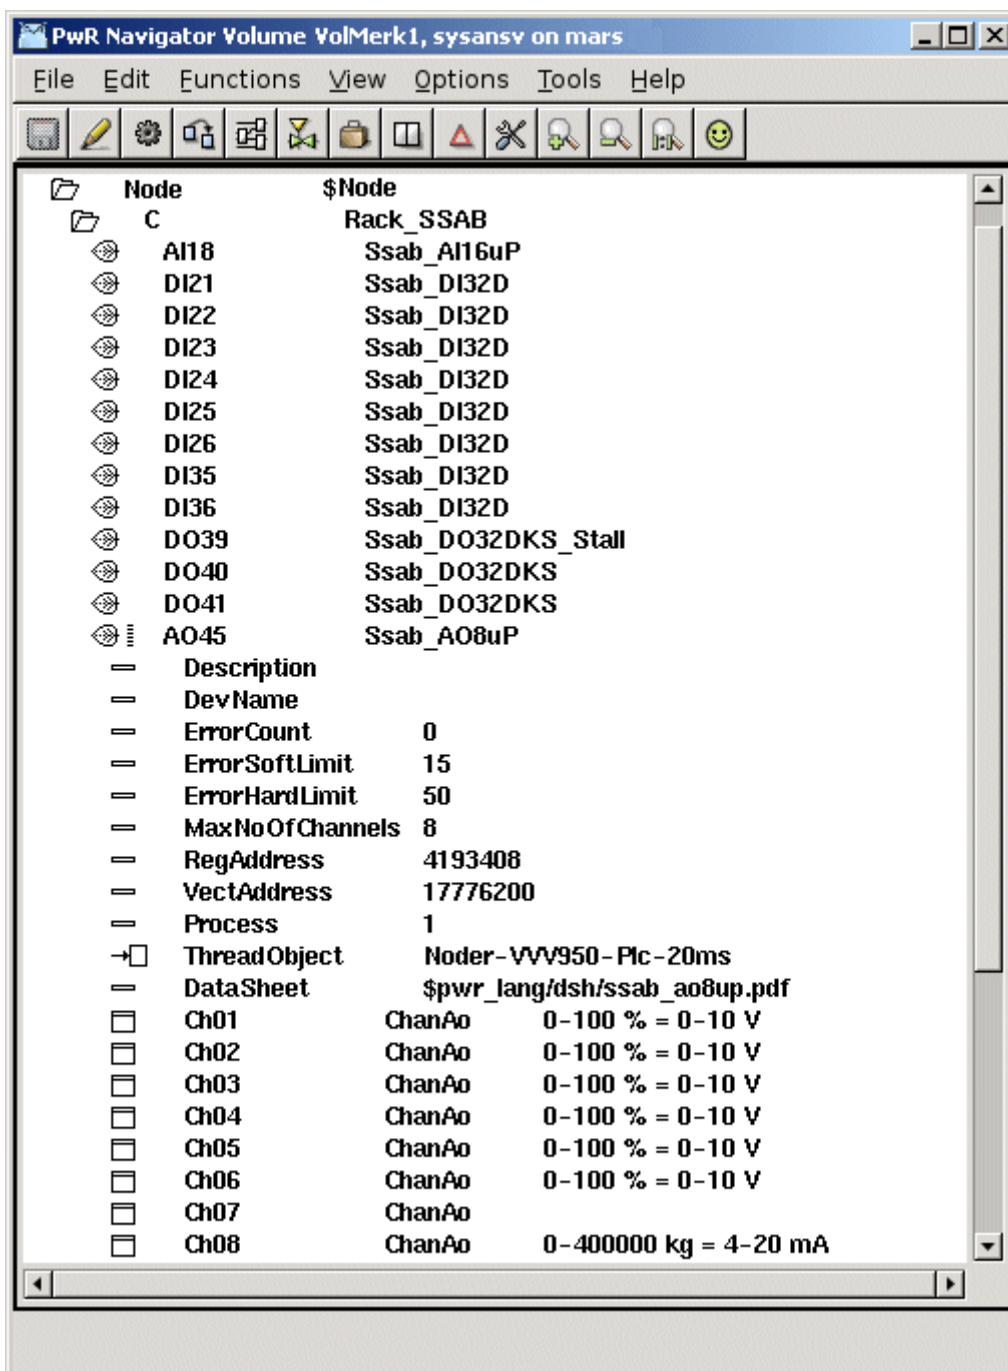 PwR Navigator Volume VolMerk1, sysansv on mars
File Edit Functions View Options Tools Help
Node $Node
C Rack_SSAB
AI18 Ssab_AI16uP
DI21 Ssab_DI32D
DI22 Ssab_DI32D
DI23 Ssab_DI32D
DI24 Ssab_DI32D
DI25 Ssab_DI32D
DI26 Ssab_DI32D
DI35 Ssab_DI32D
DI36 Ssab_DI32D
DO39 Ssab_DO32DKS_Stall
DO40 Ssab_DO32DKS
DO41 Ssab_DO32DKS
AO45 Ssab_AO8uP
Description
DevName
ErrorCount 0
ErrorSoftLimit 15
ErrorHardLimit 50
MaxNoOfChannels 8
RegAddress 4193408
VectAddress 17776200
Process 1
ThreadObject Noder-VVV950-Plc-20ms
DataSheet $pwr_lang/dsh/ssab_ao8up.pdf
Ch01 ChanAo 0-100 % = 0-10 V
Ch02 ChanAo 0-100 % = 0-10 V
Ch03 ChanAo 0-100 % = 0-10 V
Ch04 ChanAo 0-100 % = 0-10 V
Ch05 ChanAo 0-100 % = 0-10 V
Ch06 ChanAo 0-100 % = 0-10 V
Ch07 ChanAo
Ch08 ChanAo 0-400000 kg = 4-20 mA